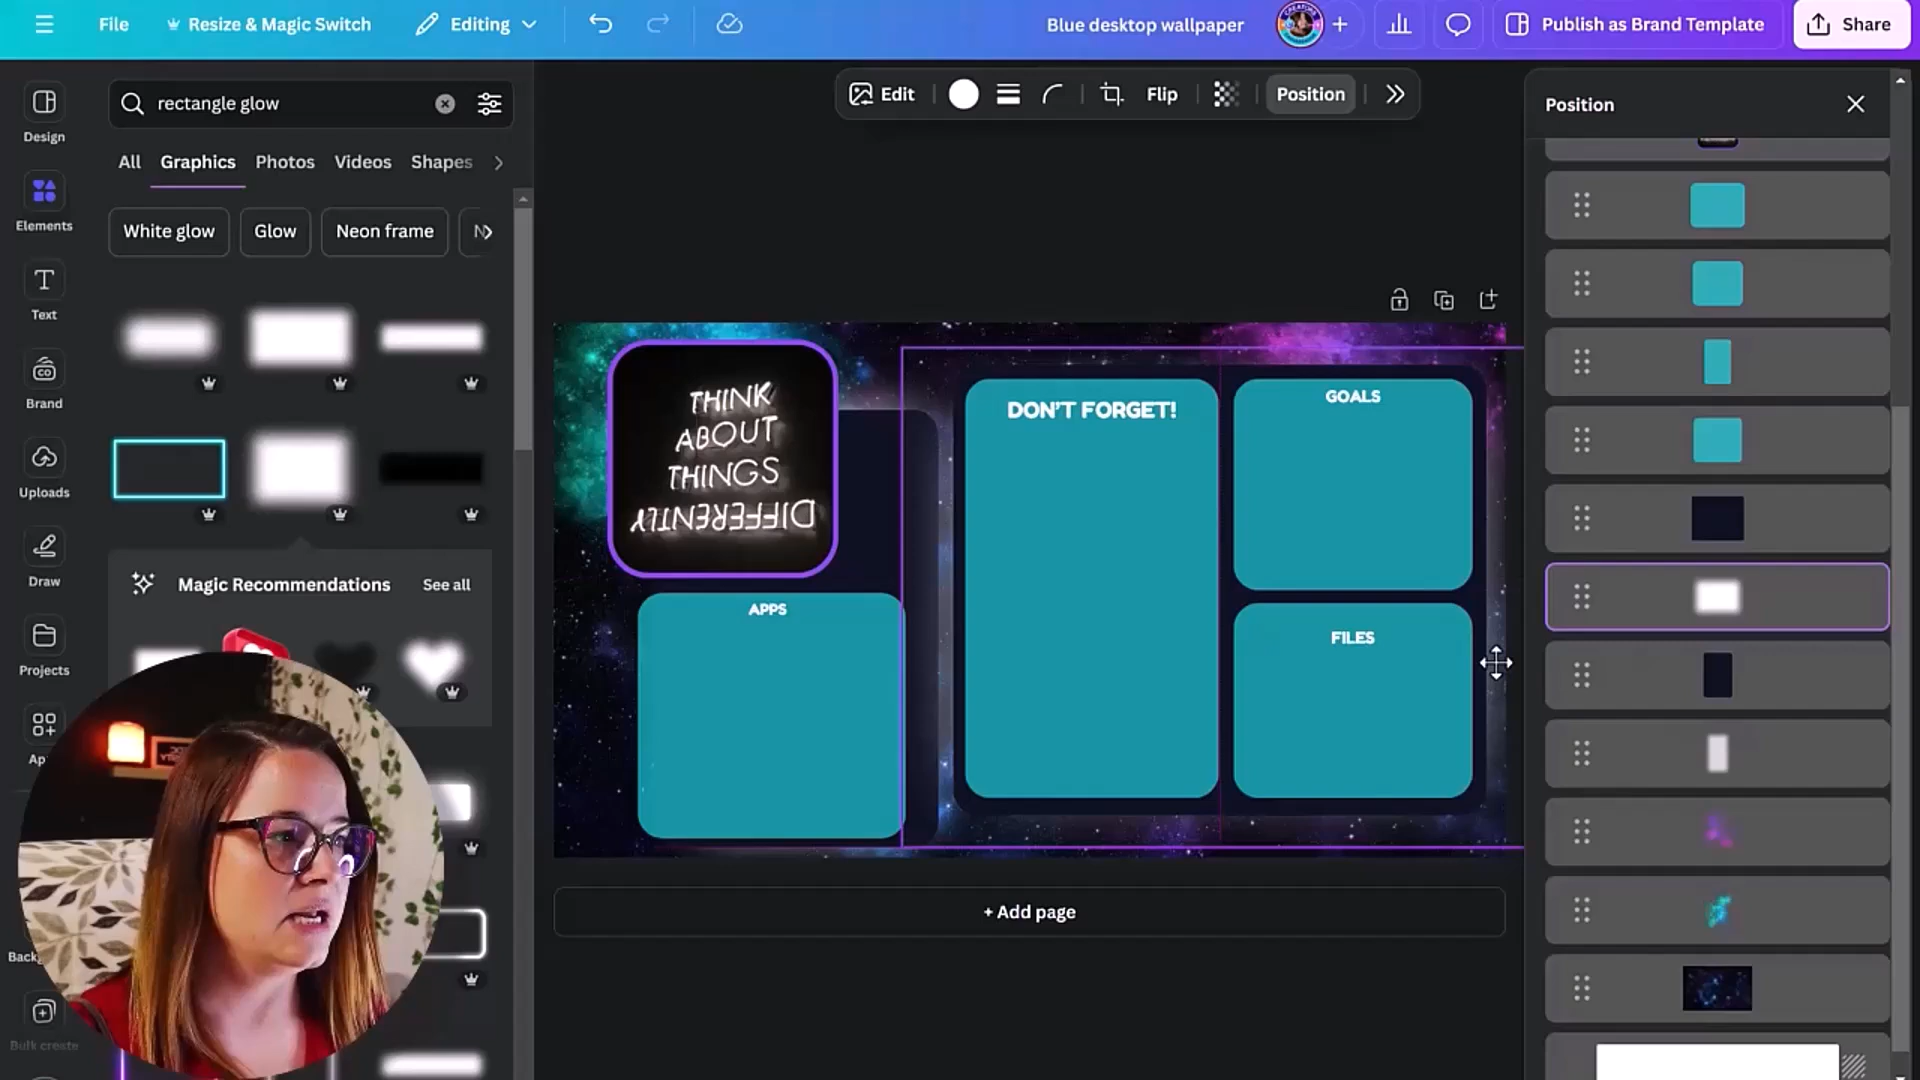 File
Resize & Magic Switch
Editing
Blue desktop wallpaper
Publish as Brand Template
Share
Design
Elements
Text
Brand
Uploads
Draw
Projects
Bulk create
rectangle glow
All
Graphics
Photos
Videos
Shapes
White glow
Glow
Neon frame
Magic Recommendations
See all
Edit
Flip
Position
THINK
ABOUT
THINGS
DIFFERENTLY
APPS
DON'T FORGET!
GOALS
FILES
+ Add page
Position